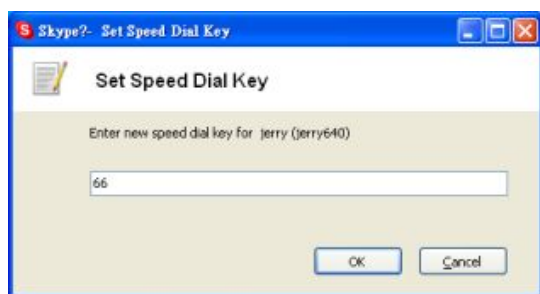 S Skype?- Set Speed Dial Key
Set Speed Dial Key
Enter new speed dial key for jerry (jerry640)
66
OK Cancel